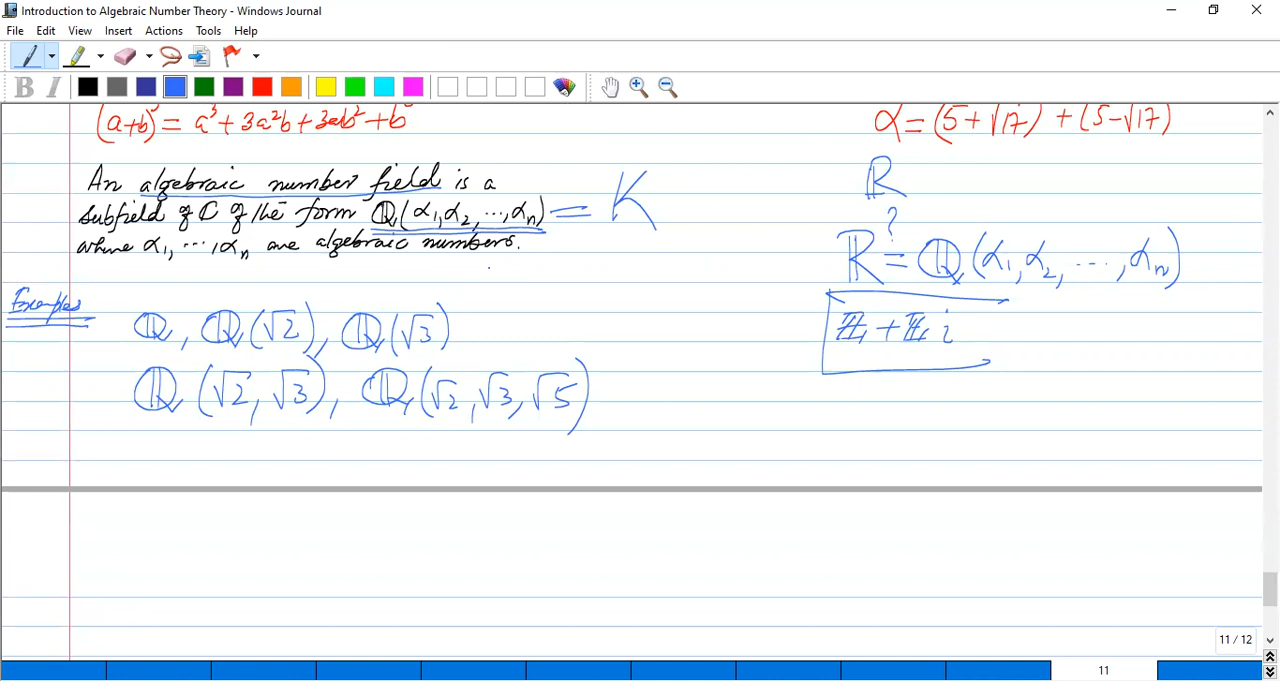 Introduction to Algebraic Number Theory - Windows Journal
File Edit View Insert Actions Tools Help
B I
(a+b)³ = a³ + 3a²b + 3ab² + b³
α = (5+√17) + (5-√17)
An algebraic number field is a
subfield of ℂ of the form ℚ(α₁, α₂, ..., αₙ) = K
where α₁, ..., αₙ are algebraic numbers.
ℝ
ℝ ≟ ℚ(α₁, α₂, ..., αₙ)
ℤ + ℤi
Examples
ℚ, ℚ(√2), ℚ(√3)
ℚ(√2, √3), ℚ(√2, √3, √5)
11 / 12
11